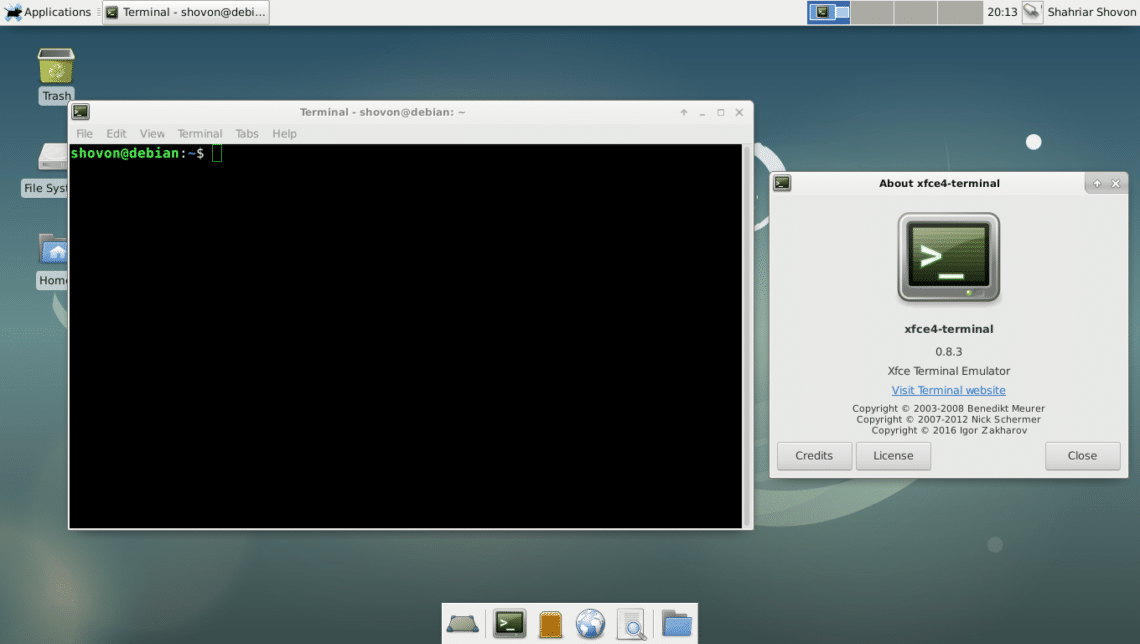 Applications
Terminal - shovon@debi...
20:13
Shahriar Shovon
Trash
File Syst
Home
Terminal - shovon@debian: ~
File Edit View Terminal Tabs Help
shovon@debian:~$
About xfce4-terminal
xfce4-terminal
0.8.3
Xfce Terminal Emulator
Visit Terminal website
Copyright © 2003-2008 Benedikt Meurer
Copyright © 2007-2012 Nick Schermer
Copyright © 2016 Igor Zakharov
Credits
License
Close